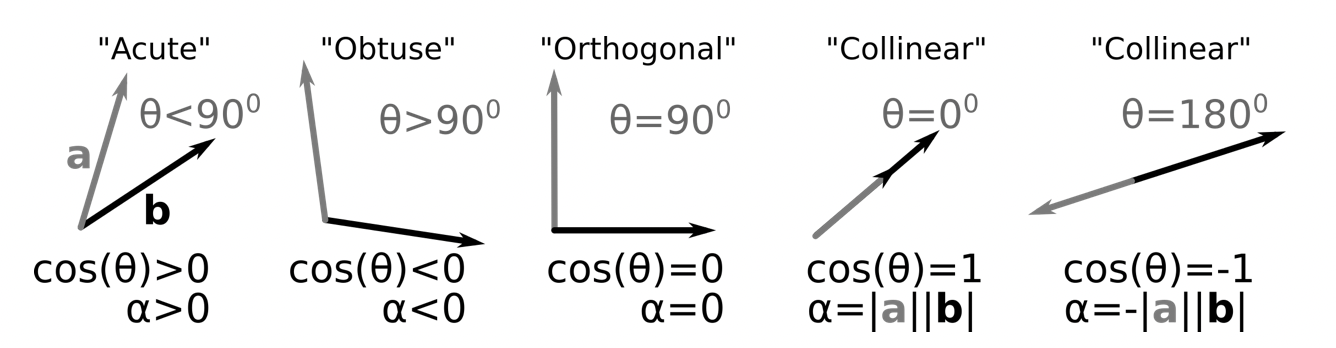 "Acute"
θ<90⁰
a
b
cos(θ)>0
α>0
"Obtuse"
θ>90⁰
cos(θ)<0
α<0
"Orthogonal"
θ=90⁰
cos(θ)=0
α=0
"Collinear"
θ=0⁰
cos(θ)=1
α=|a||b|
"Collinear"
θ=180⁰
cos(θ)=-1
α=-|a||b|